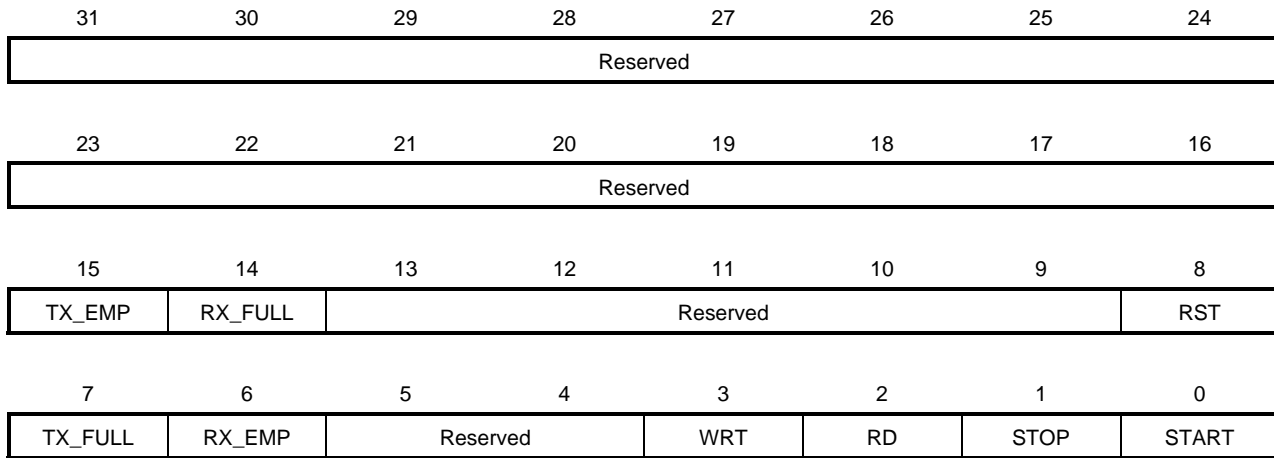 31 30 29 28 27 26 25 24
Reserved
23 22 21 20 19 18 17 16
Reserved
15 14 13 12 11 10 9 8
TX_EMP RX_FULL Reserved RST
7 6 5 4 3 2 1 0
TX_FULL RX_EMP Reserved WRT RD STOP START